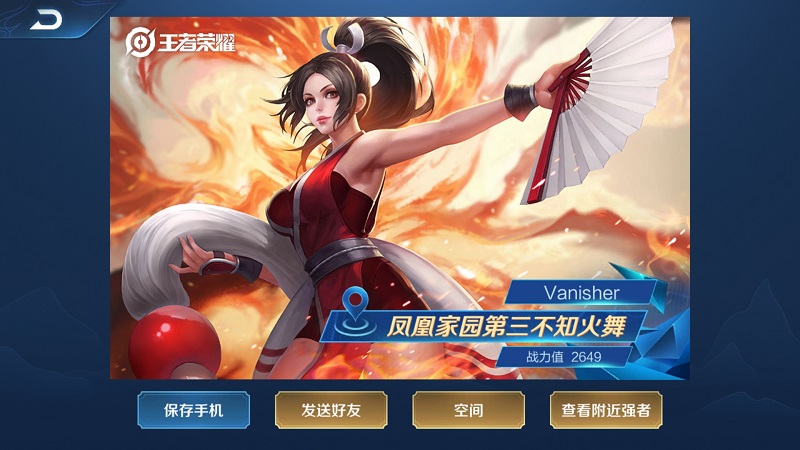 王者荣耀
Vanisher
凤凰家园第三不知火舞
战力值 2649
保存手机
发送好友
空间
查看附近强者